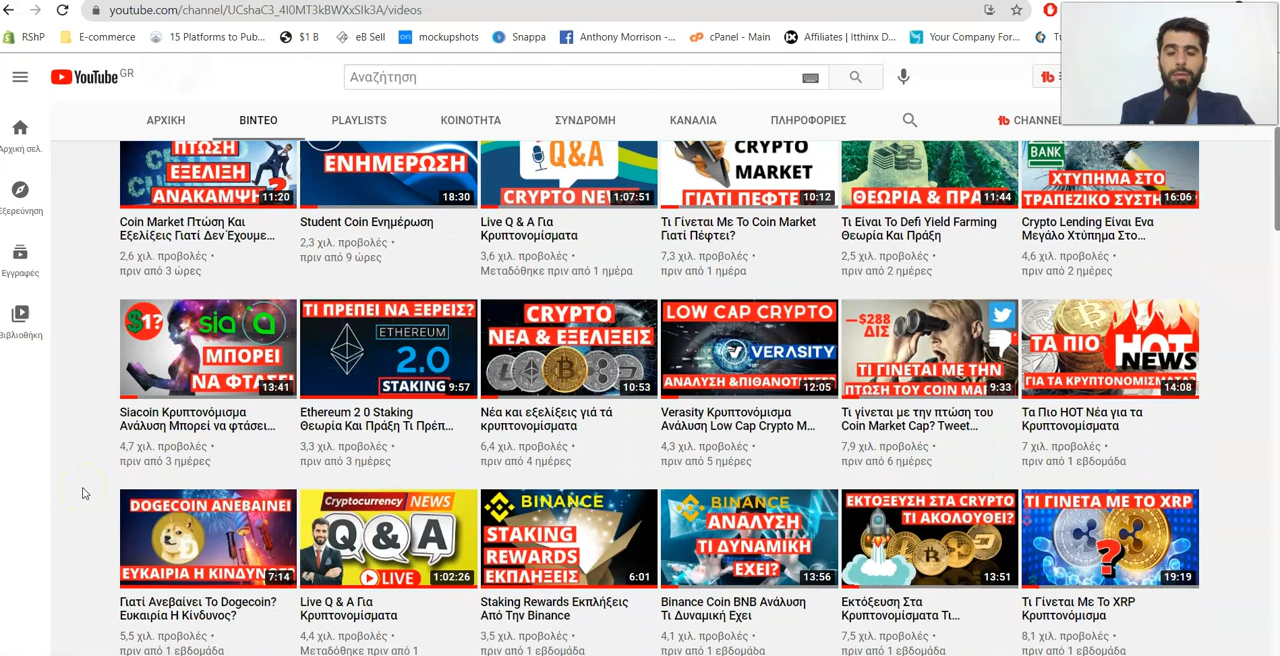 youtube.com/channel/UCshaC3_4I0MT3kBWXxSIk3A/videos
RShP E-commerce 15 Platforms to Pub... $1 B eB Sell mockupshots Snappa Anthony Morrison -... cPanel - Main Affiliates | Itthinx D... Your Company For...
YouTube GR
Αναζήτηση
ΑΡΧΙΚΗ ΒΙΝΤΕΟ PLAYLISTS ΚΟΙΝΟΤΗΤΑ ΣΥΝΔΡΟΜΗ ΚΑΝΑΛΙΑ ΠΛΗΡΟΦΟΡΙΕΣ CHANNEL
Αρχική σελ.
Εξερεύνηση
Εγγραφές
Βιβλιοθήκη
ΠΤΩΣΗ
ΕΞΕΛΙΞΗ
ΑΝΑΚΑΜΨΗ
11:20
ΕΝΗΜΕΡΩΣΗ
18:30
Q&A
CRYPTO NEW
1:07:51
CRYPTO
MARKET
ΓΙΑΤΙ ΠΕΦΤΕΙ
10:12
ΘΕΩΡΙΑ & ΠΡΑ
11:44
BANK
ΧΤΥΠΗΜΑ ΣΤΟ
ΤΡΑΠΕΖΙΚΟ ΣΥΣΤ
16:06
Coin Market Πτώση Και
Εξελίξεις Γιατί Δεν Έχουμε...
2,6 χιλ. προβολές •
πριν από 3 ώρες
Student Coin Ενημέρωση
2,3 χιλ. προβολές •
πριν από 9 ώρες
Live Q & A Για
Κρυπτονομίσματα
3,6 χιλ. προβολές •
Μεταδόθηκε πριν από 1 ημέρα
Τι Γίνεται Με Το Coin Market
Γιατί Πέφτει?
7,3 χιλ. προβολές •
πριν από 1 ημέρα
Τι Είναι Το Defi Yield Farming
Θεωρία Και Πράξη
2,5 χιλ. προβολές •
πριν από 2 ημέρες
Crypto Lending Είναι Ενα
Μεγάλο Χτύπημα Στο...
4,6 χιλ. προβολές •
πριν από 2 ημέρες
$1?
sia
ΜΠΟΡΕΙ
ΝΑ ΦΤΑΣΕΙ
13:41
ΤΙ ΠΡΕΠΕΙ ΝΑ ΞΕΡΕΙΣ?
ETHEREUM
2.0
STAKING
9:57
CRYPTO
ΝΕΑ & ΕΞΕΛΙΞΕΙΣ
10:53
LOW CAP CRYPTO
VERASITY
ΑΝΑΛΥΣΗ &ΠΙΘΑΝΟΤΗΤΕΣ?
12:05
—$288
ΔΙΣ
ΤΙ ΓΙΝΕΤΑΙ ΜΕ ΤΗΝ
ΠΤΩΣΗ ΤΟΥ COIN MA
9:33
ΤΑ ΠΙΟ HOT
NEWS
ΓΙΑ ΤΑ ΚΡΥΠΤΟΝΟΜΙΣΜΑΤΑ?
14:08
Siacoin Κρυπτονόμισμα
Ανάλυση Μπορεί να φτάσει...
4,7 χιλ. προβολές •
πριν από 3 ημέρες
Ethereum 2 0 Staking
Θεωρία Και Πράξη Τι Πρέπ...
3,3 χιλ. προβολές •
πριν από 3 ημέρες
Νέα και εξελίξεις γιά τά
κρυπτονομίσματα
6,4 χιλ. προβολές •
πριν από 4 ημέρες
Verasity Κρυπτονόμισμα
Ανάλυση Low Cap Crypto M...
4,3 χιλ. προβολές •
πριν από 5 ημέρες
Τι γίνεται με την πτώση του
Coin Market Cap? Tweet...
7,9 χιλ. προβολές •
πριν από 6 ημέρες
Τα Πιο HOT Νέα για τα
Κρυπτονομίσματα
7 χιλ. προβολές •
πριν από 1 εβδομάδα
DOGECOIN ΑΝΕΒΑΙΝΕΙ
ΕΥΚΑΙΡΙΑ Η ΚΙΝΔΥΝΟΣ?
7:14
Cryptocurrency NEWS
Q&A
LIVE
1:02:26
BINANCE
STAKING
REWARDS
ΕΚΠΛΗΞΕΙΣ
6:01
BINANCE
ΑΝΑΛΥΣΗ
ΤΙ ΔΥΝΑΜΙΚΗ
ΕΧΕΙ?
13:56
ΕΚΤΟΞΕΥΣΗ ΣΤΑ CRYPTO
ΤΙ ΑΚΟΛΟΥΘΕΙ?
13:51
ΤΙ ΓΙΝΕΤΑ ΜΕ ΤΟ XRP
?
19:19
Γιατί Ανεβαίνει Το Dogecoin?
Ευκαιρία Η Κίνδυνος?
5,5 χιλ. προβολές •
πριν από 1 εβδομάδα
Live Q & A Για
Κρυπτονομίσματα
4,4 χιλ. προβολές •
Μεταδόθηκε πριν από 1
Staking Rewards Εκπλήξεις
Από Την Binance
3,5 χιλ. προβολές •
πριν από 1 εβδομάδα
Binance Coin BNB Ανάλυση
Τι Δυναμική Εχει
4,1 χιλ. προβολές •
πριν από 1 εβδομάδα
Εκτόξευση Στα
Κρυπτονομίσματα Τι...
7,5 χιλ. προβολές •
πριν από 1 εβδομάδα
Τι Γίνεται Με Το XRP
Κρυπτονόμισμα
8,1 χιλ. προβολές •
πριν από 1 εβδομάδα